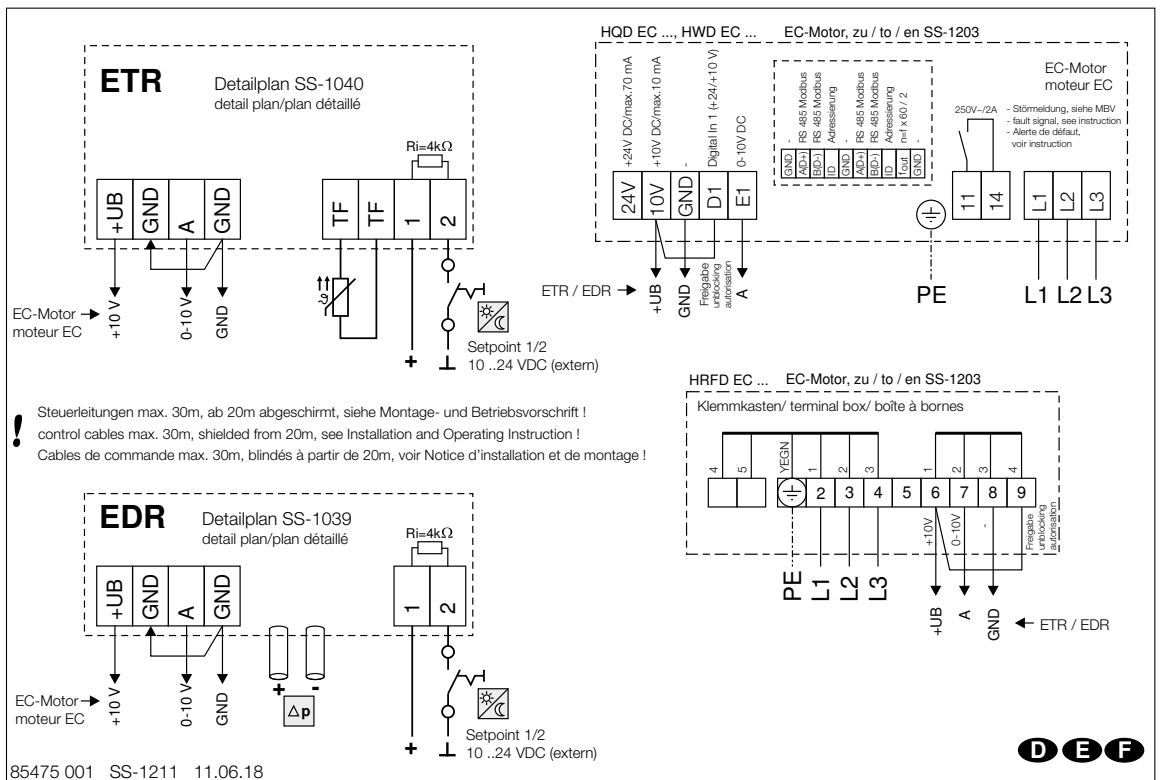 ETR
Detailplan SS-1040
detail plan/plan détaillé
Ri=4kΩ
+UB
GND
A
GND
TF
TF
1
2
EC-Motor
moteur EC
+10 V
0-10 V
GND
ϑ
+
⊥
Setpoint 1/2
10 ..24 VDC (extern)
! Steuerleitungen max. 30m, ab 20m abgeschirmt, siehe Montage- und Betriebsvorschrift !
control cables max. 30m, shielded from 20m, see Installation and Operating Instruction !
Cables de commande max. 30m, blindés à partir de 20m, voir Notice d'installation et de montage !
EDR
Detailplan SS-1039
detail plan/plan détaillé
Ri=4kΩ
+UB
GND
A
GND
1
2
EC-Motor
moteur EC
+10 V
0-10 V
GND
+
-
Δp
+
⊥
Setpoint 1/2
10 ..24 VDC (extern)
85475 001 SS-1211 11.06.18
HQD EC ..., HWD EC ...
EC-Motor, zu / to / en SS-1203
+24V DC/max.70 mA
+10V DC/max.10 mA
-
Digital In 1 (+24/+10 V)
0-10V DC
24V
10V
GND
D1
E1
-
RS 485 Modbus
RS 485 Modbus
Adressierung
-
RS 485 Modbus
RS 485 Modbus
Adressierung
n=f x 60 / 2
-
GND
A(D+)
B(D-)
ID
GND
A(D+)
B(D-)
ID
fout
GND
EC-Motor
moteur EC
250V~/2A
- Störmeldung, siehe MBV
- fault signal, see instruction
- Alerte de défaut,
voir instruction
11
14
L1
L2
L3
ETR / EDR
+UB
GND
Freigabe
unblocking
autorisation
A
PE
L1
L2
L3
HRFD EC ...
EC-Motor, zu / to / en SS-1203
Klemmkasten/ terminal box/ boîte à bornes
4
5
YEGN
1
2
3
1
2
3
4
2
3
4
5
6
7
8
9
+10V
0-10V
-
Freigabe
unblocking
autorisation
PE
L1
L2
L3
+UB
A
GND
ETR / EDR
D E F